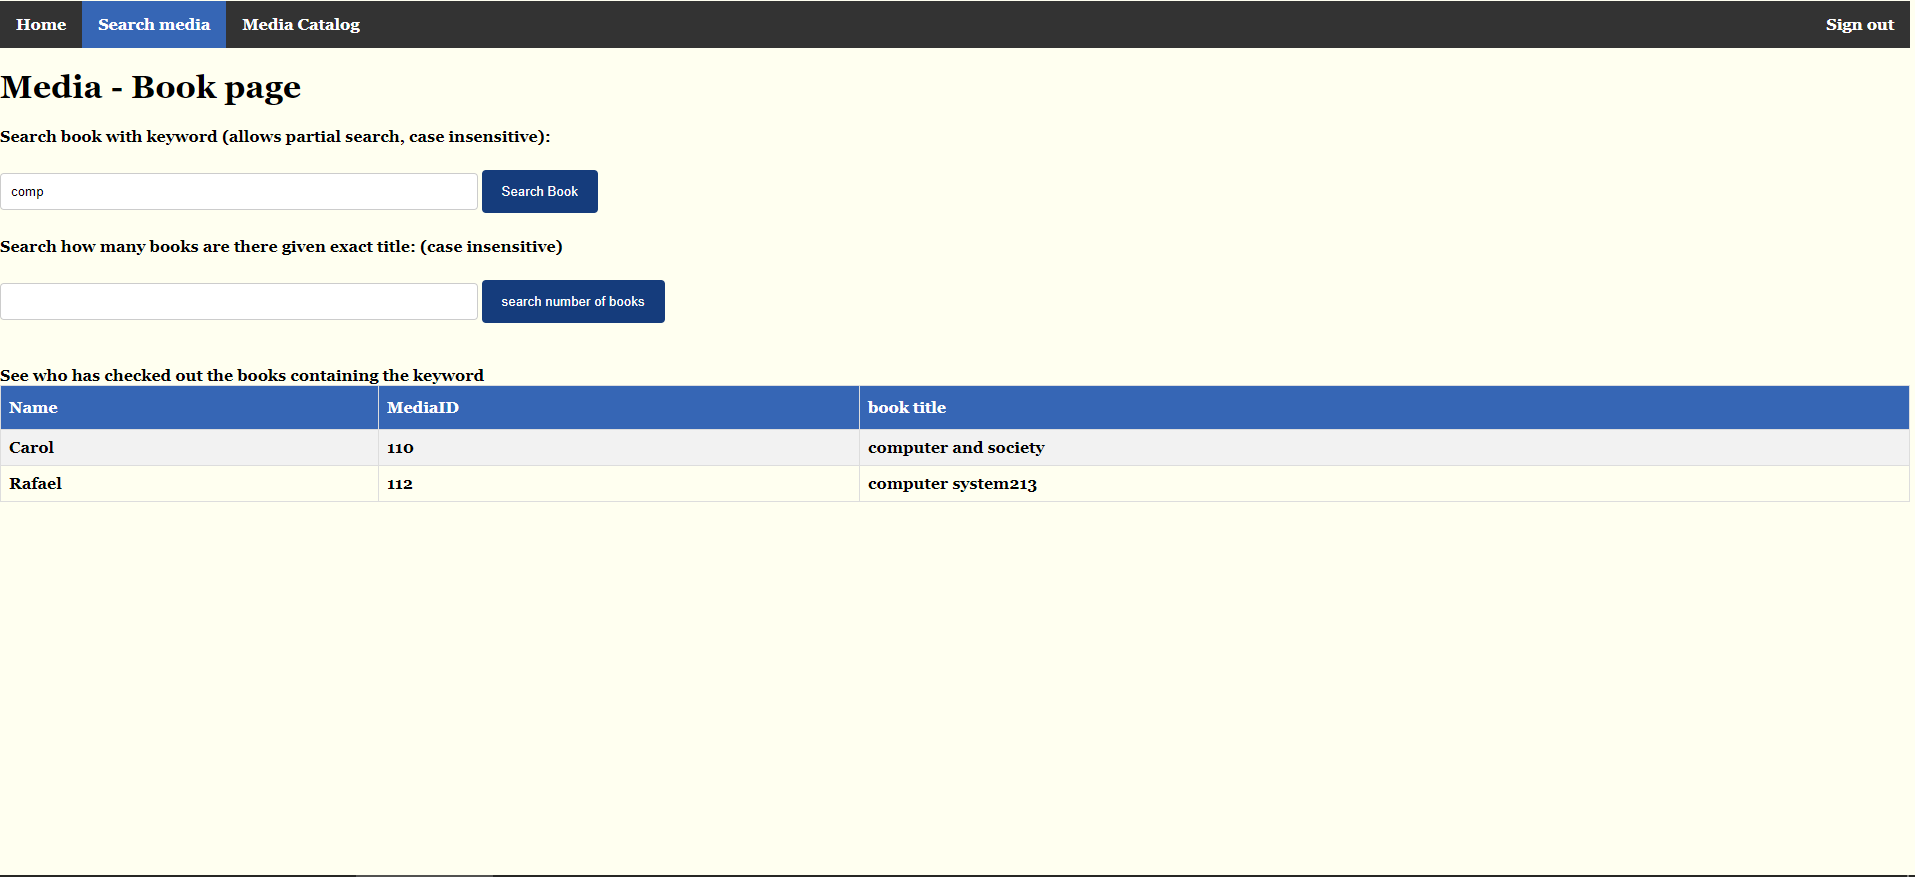 Home Search media Media Catalog Sign out
Media - Book page
Search book with keyword (allows partial search, case insensitive):
comp Search Book
Search how many books are there given exact title: (case insensitive)
search number of books
See who has checked out the books containing the keyword
Name MediaID book title
Carol 110 computer and society
Rafael 112 computer system213